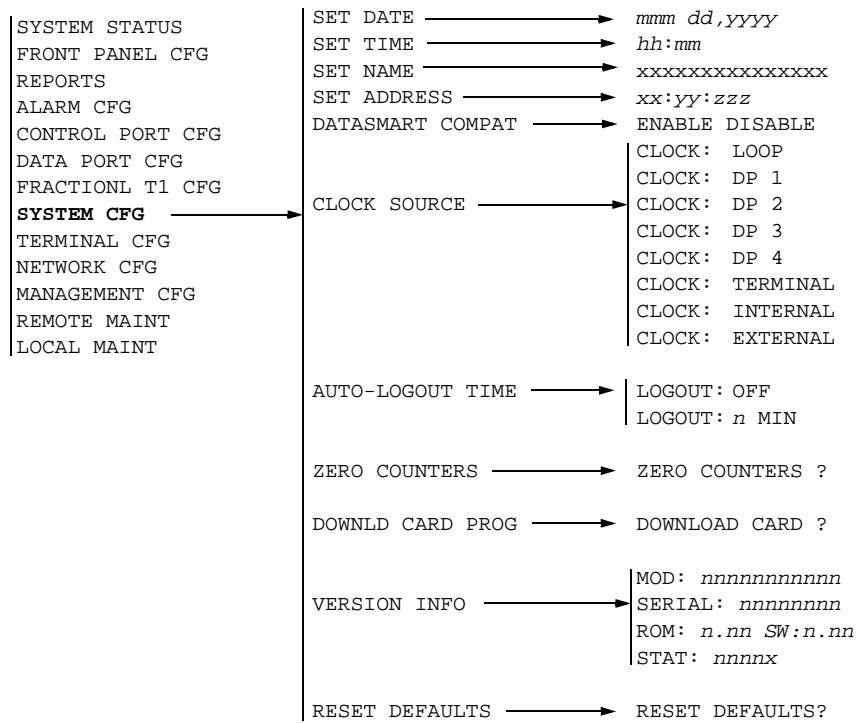 SYSTEM STATUS
FRONT PANEL CFG
REPORTS
ALARM CFG
CONTROL PORT CFG
DATA PORT CFG
FRACTIONL T1 CFG
SYSTEM CFG
TERMINAL CFG
NETWORK CFG
MANAGEMENT CFG
REMOTE MAINT
LOCAL MAINT
SET DATE
mmm dd,yyyy
SET TIME
hh:mm
SET NAME
xxxxxxxxxxxxxxx
SET ADDRESS
xx:yy:zzz
DATASMART COMPAT
ENABLE DISABLE
CLOCK SOURCE
CLOCK: LOOP
CLOCK: DP 1
CLOCK: DP 2
CLOCK: DP 3
CLOCK: DP 4
CLOCK: TERMINAL
CLOCK: INTERNAL
CLOCK: EXTERNAL
AUTO-LOGOUT TIME
LOGOUT: OFF
LOGOUT: n MIN
ZERO COUNTERS
ZERO COUNTERS ?
DOWNLD CARD PROG
DOWNLOAD CARD ?
VERSION INFO
MOD: nnnnnnnnnnn
SERIAL: nnnnnnnn
ROM: n.nn SW:n.nn
STAT: nnnnx
RESET DEFAULTS
RESET DEFAULTS?